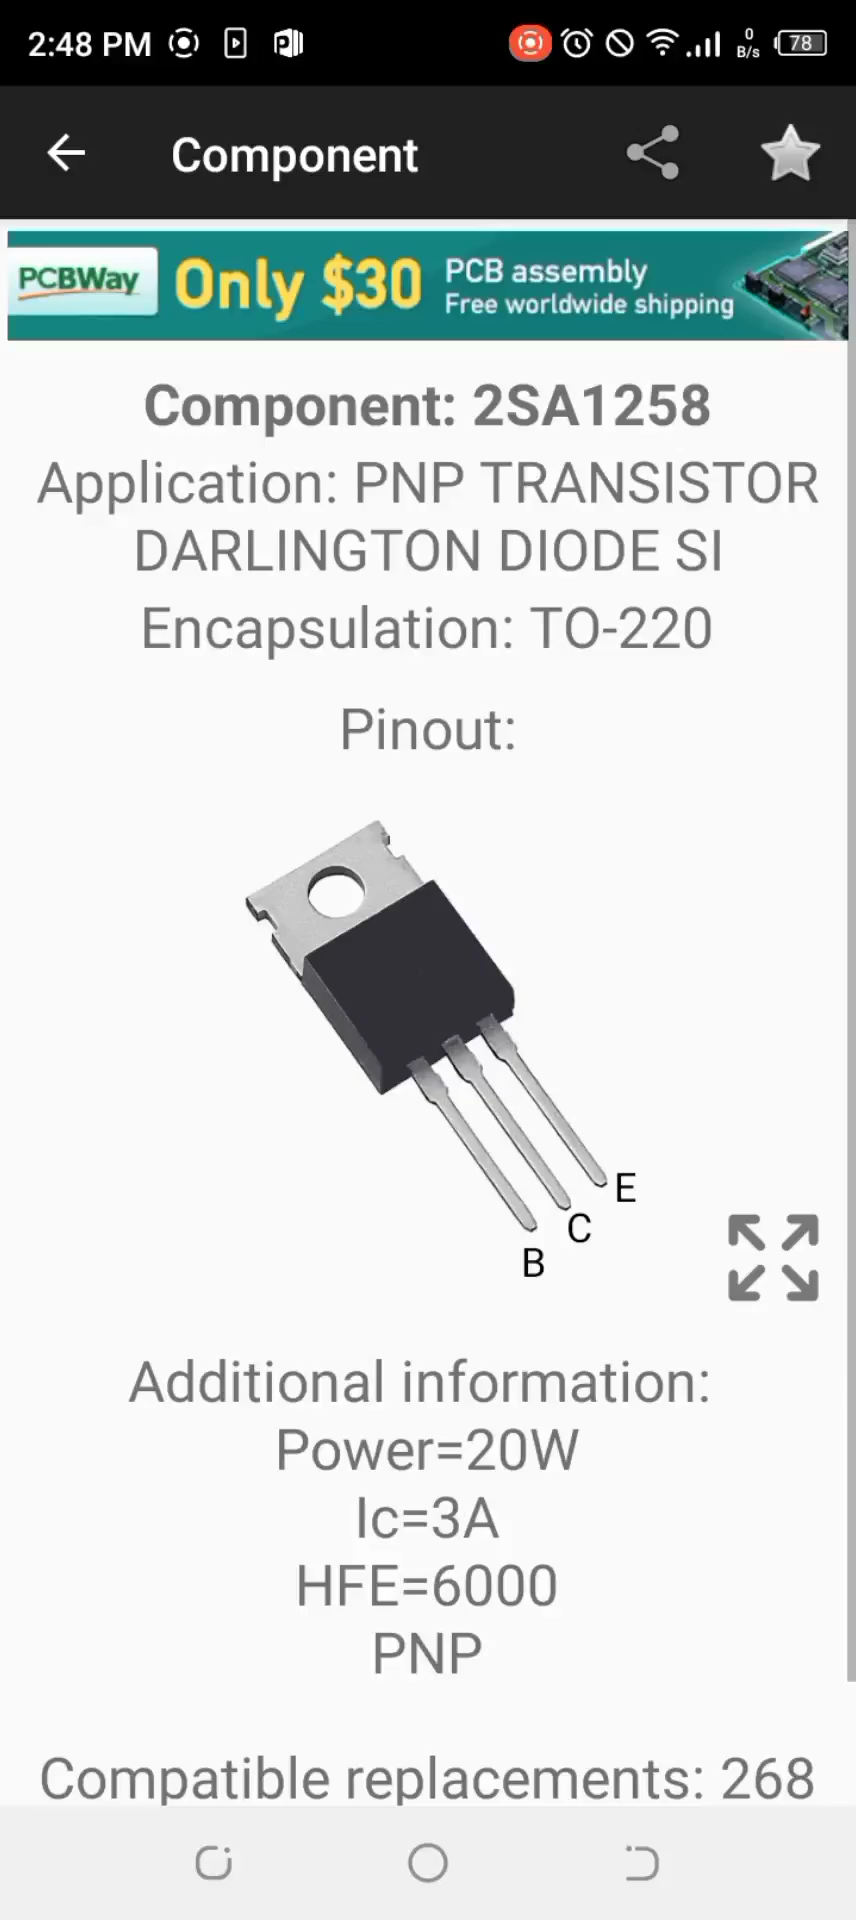 2:48 PM 0 B/s 78
Component
PCBWay Only $30 PCB assembly
Free worldwide shipping
Component: 2SA1258
Application: PNP TRANSISTOR
DARLINGTON DIODE SI
Encapsulation: TO-220
Pinout:
E
C
B
Additional information:
Power=20W
Ic=3A
HFE=6000
PNP
Compatible replacements: 268